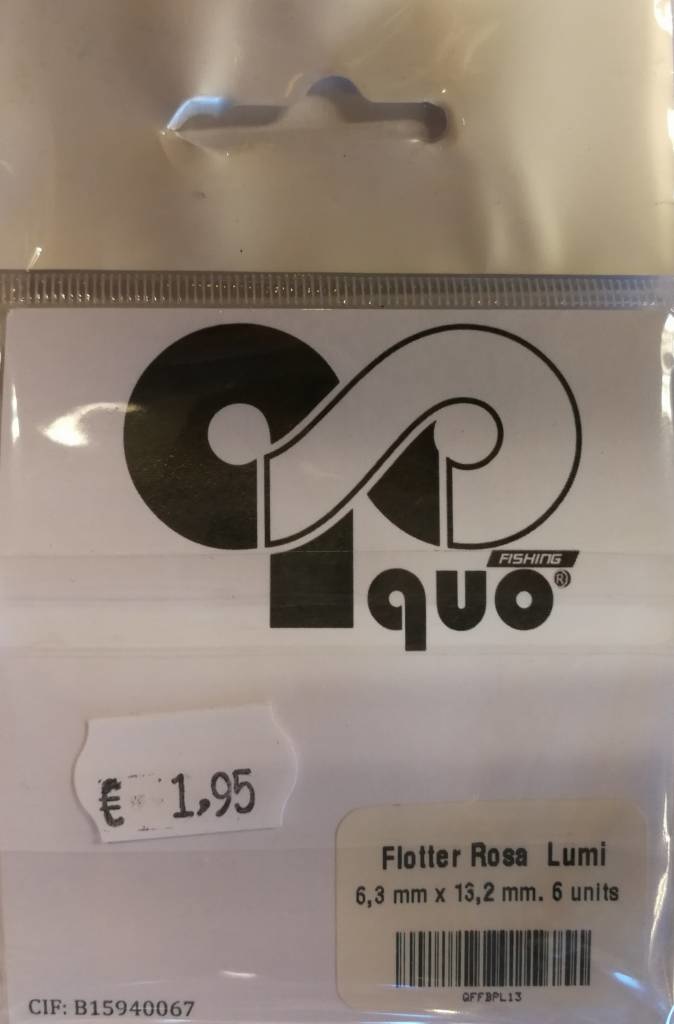 FISHING
quo®
€ 1,95
Flotter Rosa Lumi
6,3 mm x 13,2 mm. 6 units
QFFBPL13
CIF: B15940067